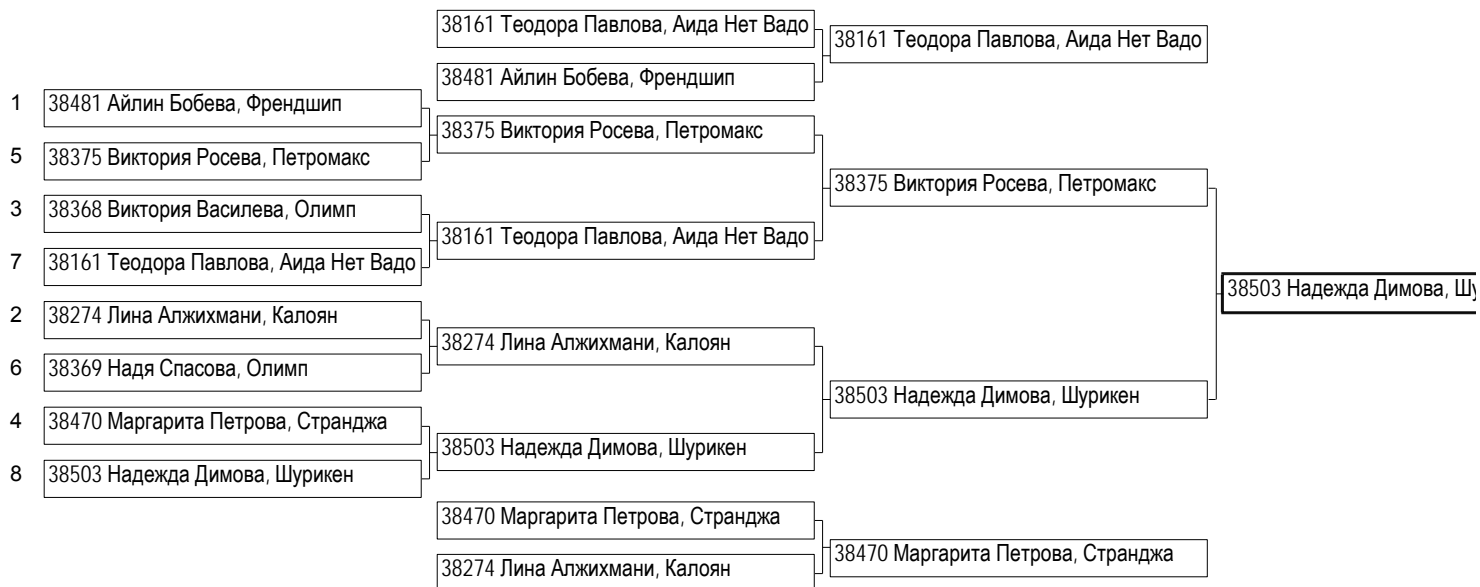 38161 Теодора Павлова, Аида Нет Вадо
38481 Айлин Бобева, Френдшип
38161 Теодора Павлова, Аида Нет Вадо
1 38481 Айлин Бобева, Френдшип
5 38375 Виктория Росева, Петромакс
38375 Виктория Росева, Петромакс
3 38368 Виктория Василева, Олимп
7 38161 Теодора Павлова, Аида Нет Вадо
38161 Теодора Павлова, Аида Нет Вадо
38375 Виктория Росева, Петромакс
2 38274 Лина Алжихмани, Калоян
6 38369 Надя Спасова, Олимп
38274 Лина Алжихмани, Калоян
4 38470 Маргарита Петрова, Странджа
8 38503 Надежда Димова, Шурикен
38503 Надежда Димова, Шурикен
38503 Надежда Димова, Шурикен
38503 Надежда Димова,
38470 Маргарита Петрова, Странджа
38274 Лина Алжихмани, Калоян
38470 Маргарита Петрова, Странджа